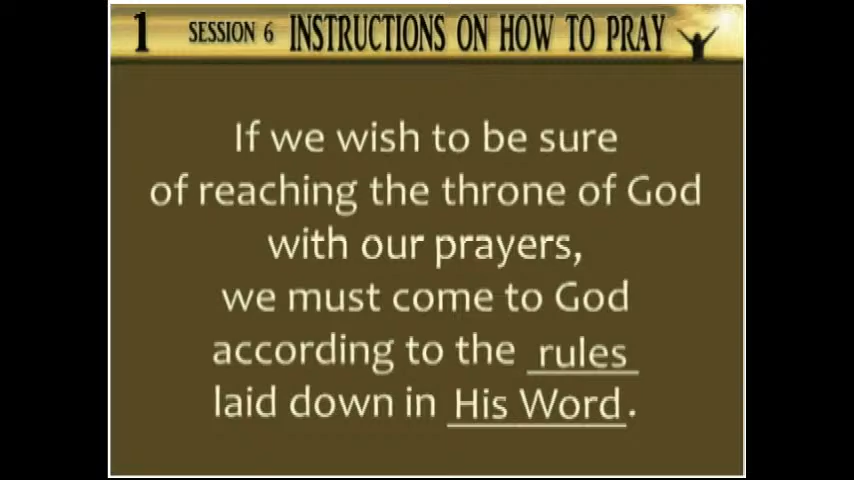 1 SESSION 6 INSTRUCTIONS ON HOW TO PRAY
If we wish to be sure
of reaching the throne of God
with our prayers,
we must come to God
according to the rules
laid down in His Word.